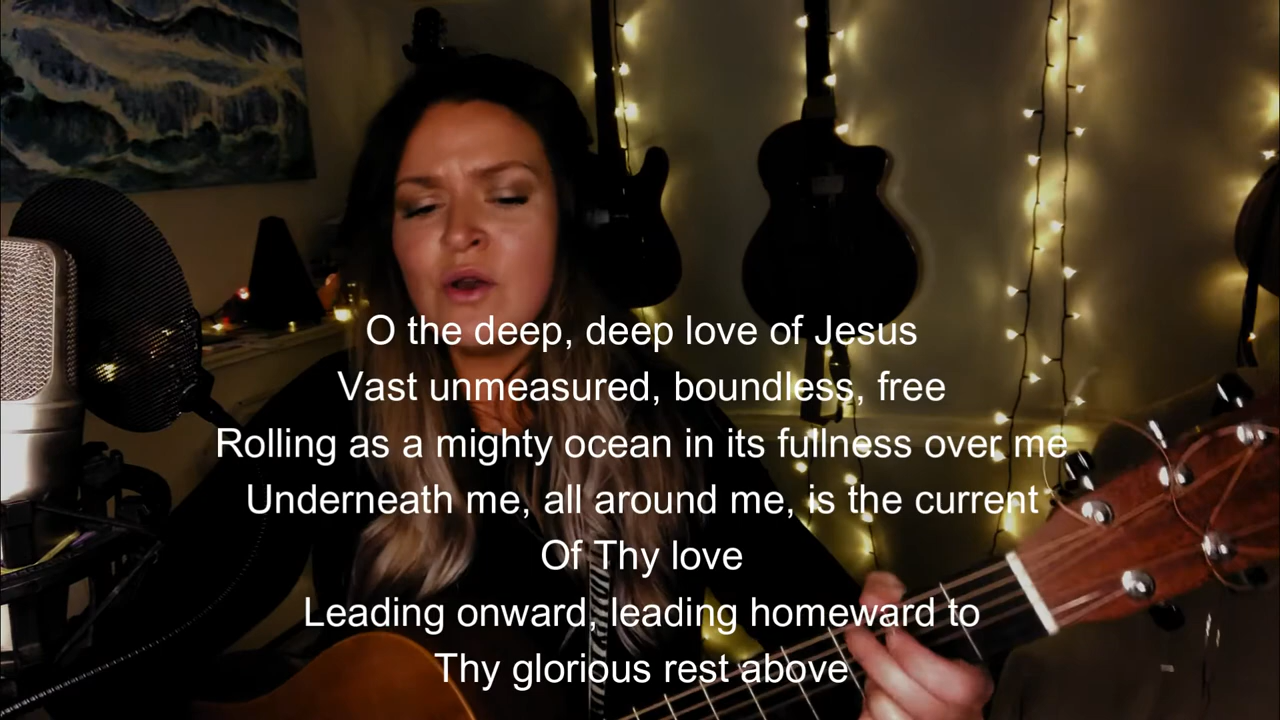 O the deep, deep love of Jesus
Vast unmeasured, boundless, free
Rolling as a mighty ocean in its fullness over me
Underneath me, all around me, is the current
Of Thy love
Leading onward, leading homeward to
Thy glorious rest above